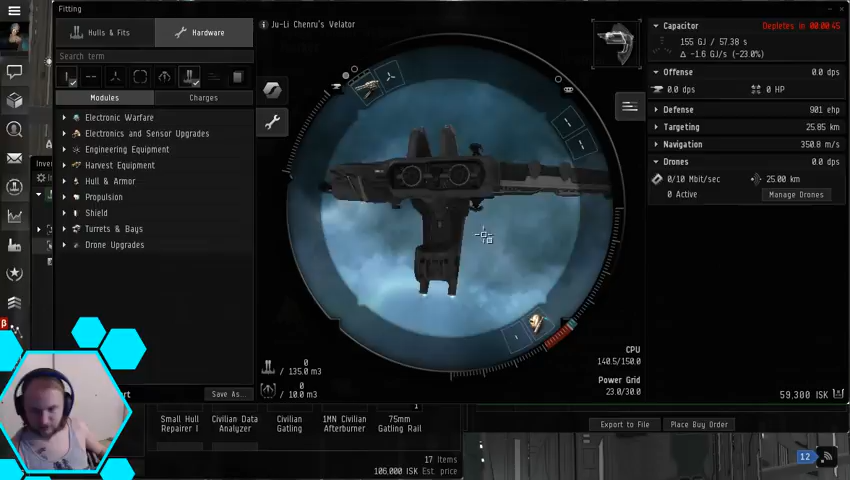 Fitting
Hulls & Fits
Hardware
Search term
Modules
Charges
Electronic Warfare
Electronics and Sensor Upgrades
Engineering Equipment
Harvest Equipment
Hull & Armor
Propulsion
Shield
Turrets & Bays
Drone Upgrades
Save As...
Ju-Li Chenru's Velator
0
/ 135.0 m3
0
/ 10.0 m3
CPU
140.5/150.0
Power Grid
23.0/30.0
Capacitor
Depletes in 00:00:45
155 GJ / 57.38 s
Δ -1.6 GJ/s (-23.0%)
Offense
0.0 dps
0.0 dps
0 HP
Defense
901 ehp
Targeting
25.85 km
Navigation
350.8 m/s
Drones
0.0 dps
0/10 Mbit/sec
25.00 km
0 Active
Manage Drones
59,300 ISK
Small Hull Repairer I
Civilian Data Analyzer
Civilian Gatling
1MN Civilian Afterburner
1
75mm Gatling Rail
17 Items
106,000 ISK Est. price
Export to File
Place Buy Order
12
β